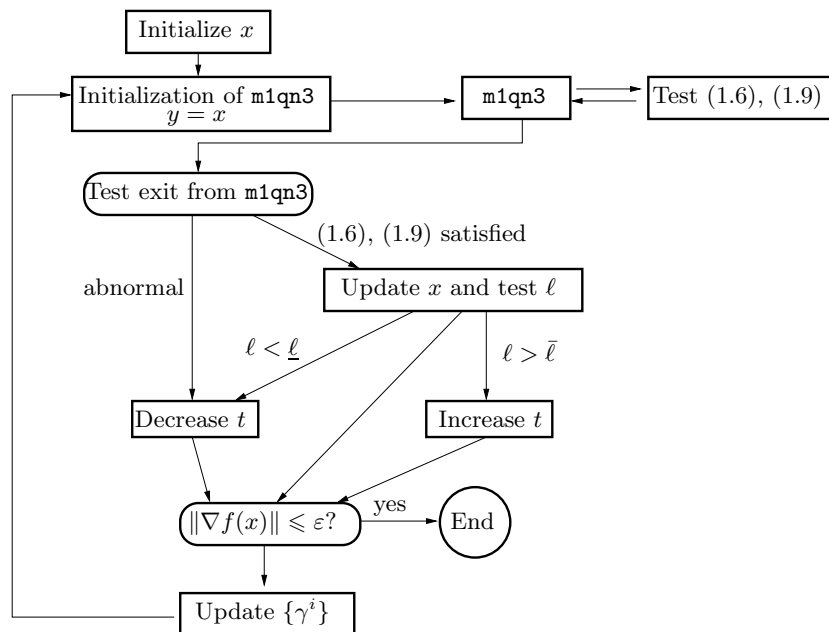 Initialize x
Initialization of m1qn3
y = x
m1qn3
Test (1.6), (1.9)
Test exit from m1qn3
(1.6), (1.9) satisfied
abnormal
Update x and test ℓ
ℓ < ℓ̲
ℓ > ℓ̄
Decrease t
Increase t
‖∇f(x)‖ ⩽ ε?
yes
End
Update {γⁱ}